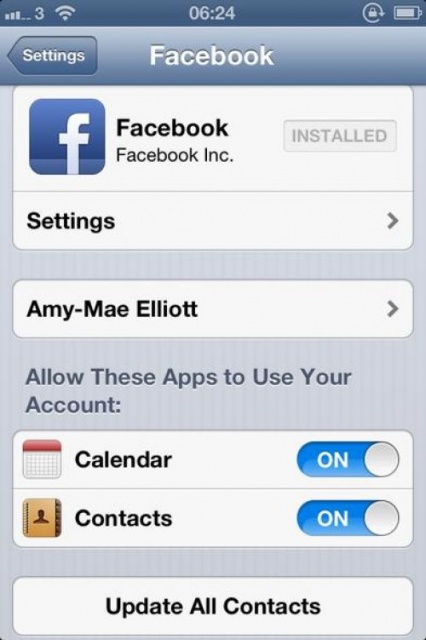 3 06:24
Settings Facebook
f Facebook INSTALLED
Facebook Inc.
Settings
Amy-Mae Elliott
Allow These Apps to Use Your
Account:
Calendar ON
Contacts ON
Update All Contacts